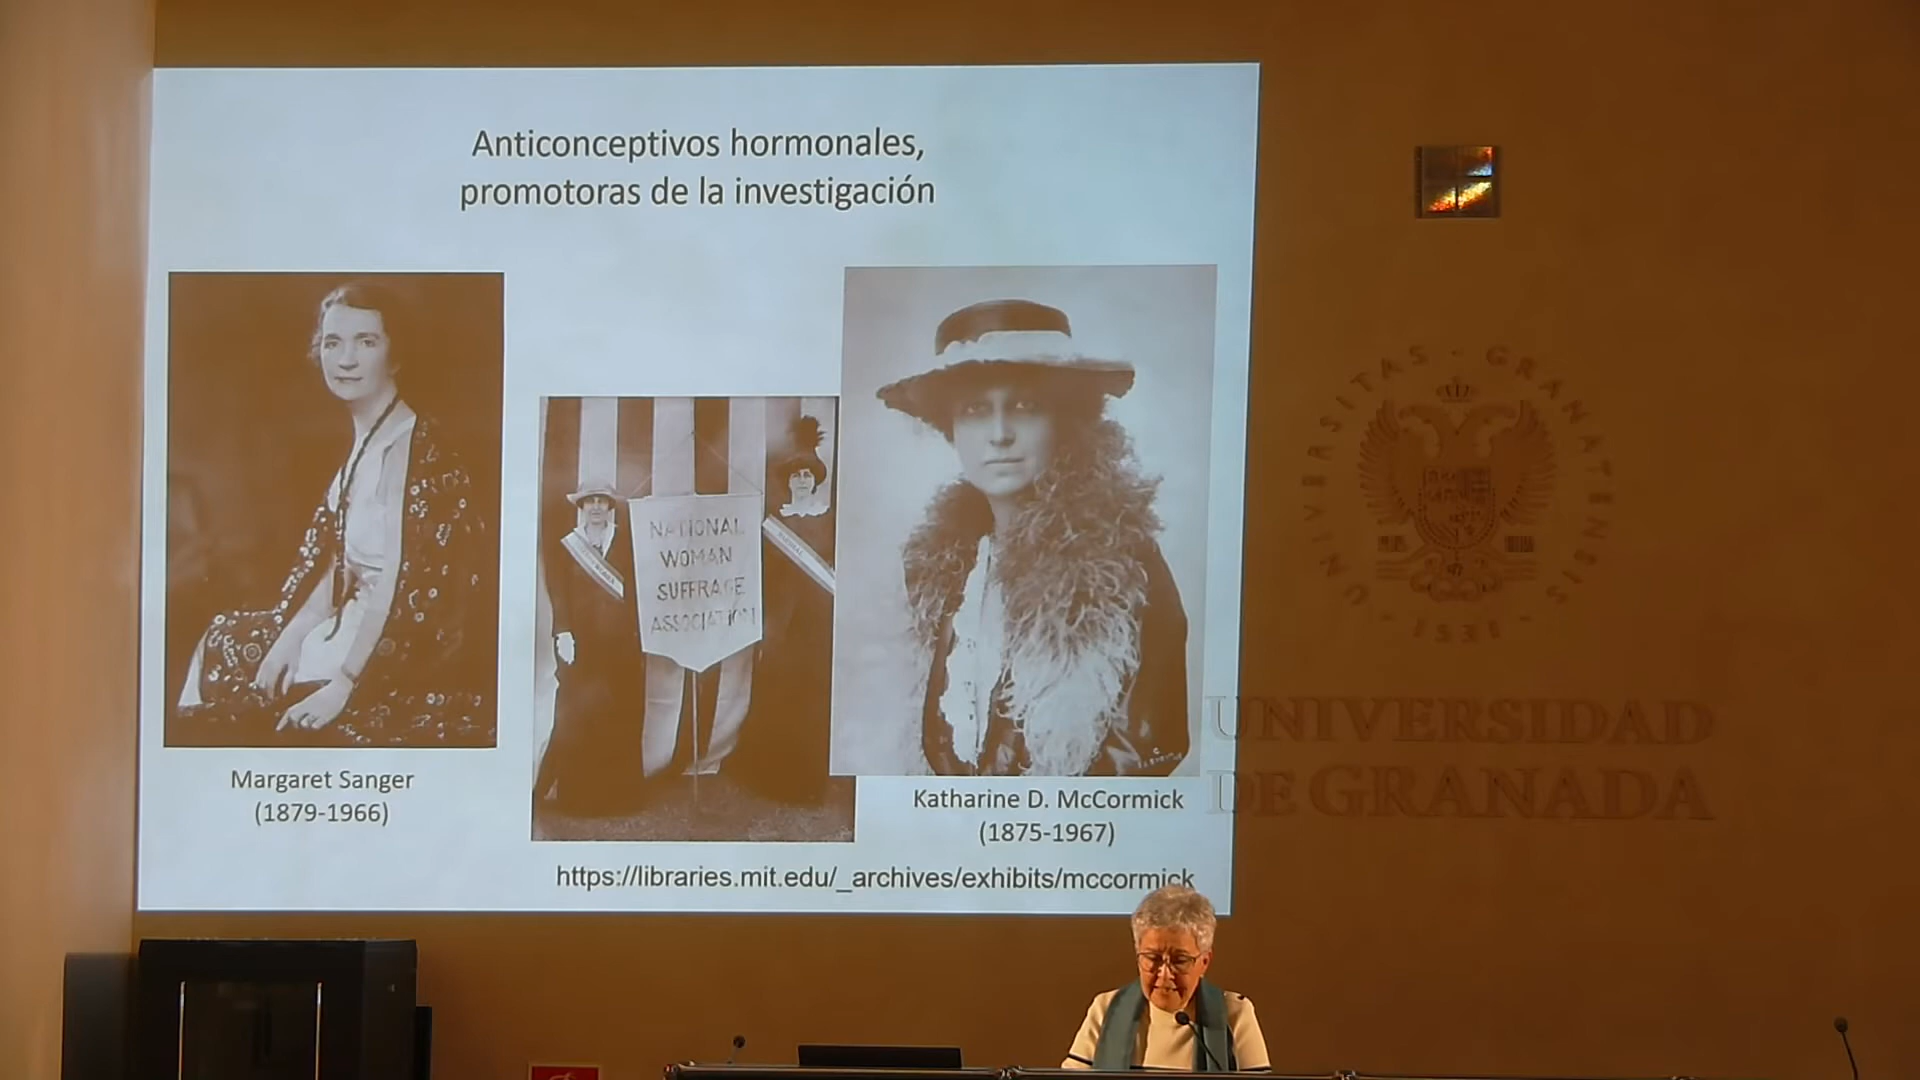 Anticonceptivos hormonales,
promotoras de la investigación
NATIONAL
WOMAN
SUFFRAGE
ASSOCIATION
Margaret Sanger
(1879-1966)
Katharine D. McCormick
(1875-1967)
https://libraries.mit.edu/_archives/exhibits/mccormick
UNIVERSITAS · GRANATENSIS
· 1531 ·
UNIVERSIDAD
DE GRANADA